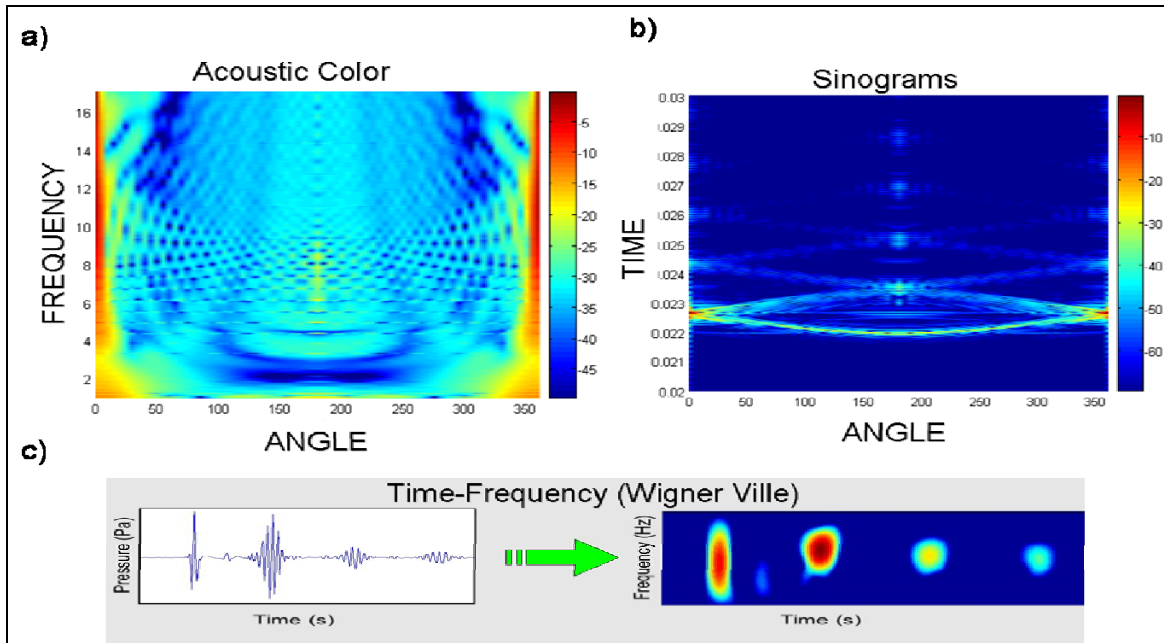 a)
Acoustic Color
FREQUENCY
16
14
12
10
8
6
4
2
0 50 100 150 200 250 300 350
ANGLE
-5
-10
-15
-20
-25
-30
-35
-40
-45
b)
Sinograms
TIME
0.03
0.029
0.028
0.027
0.026
0.025
0.024
0.023
0.022
0.021
0.02
0 50 100 150 200 250 300 350
ANGLE
-10
-20
-30
-40
-50
-60
c)
Time-Frequency (Wigner Ville)
Pressure (Pa)
Time (s)
Frequency (Hz)
Time (s)